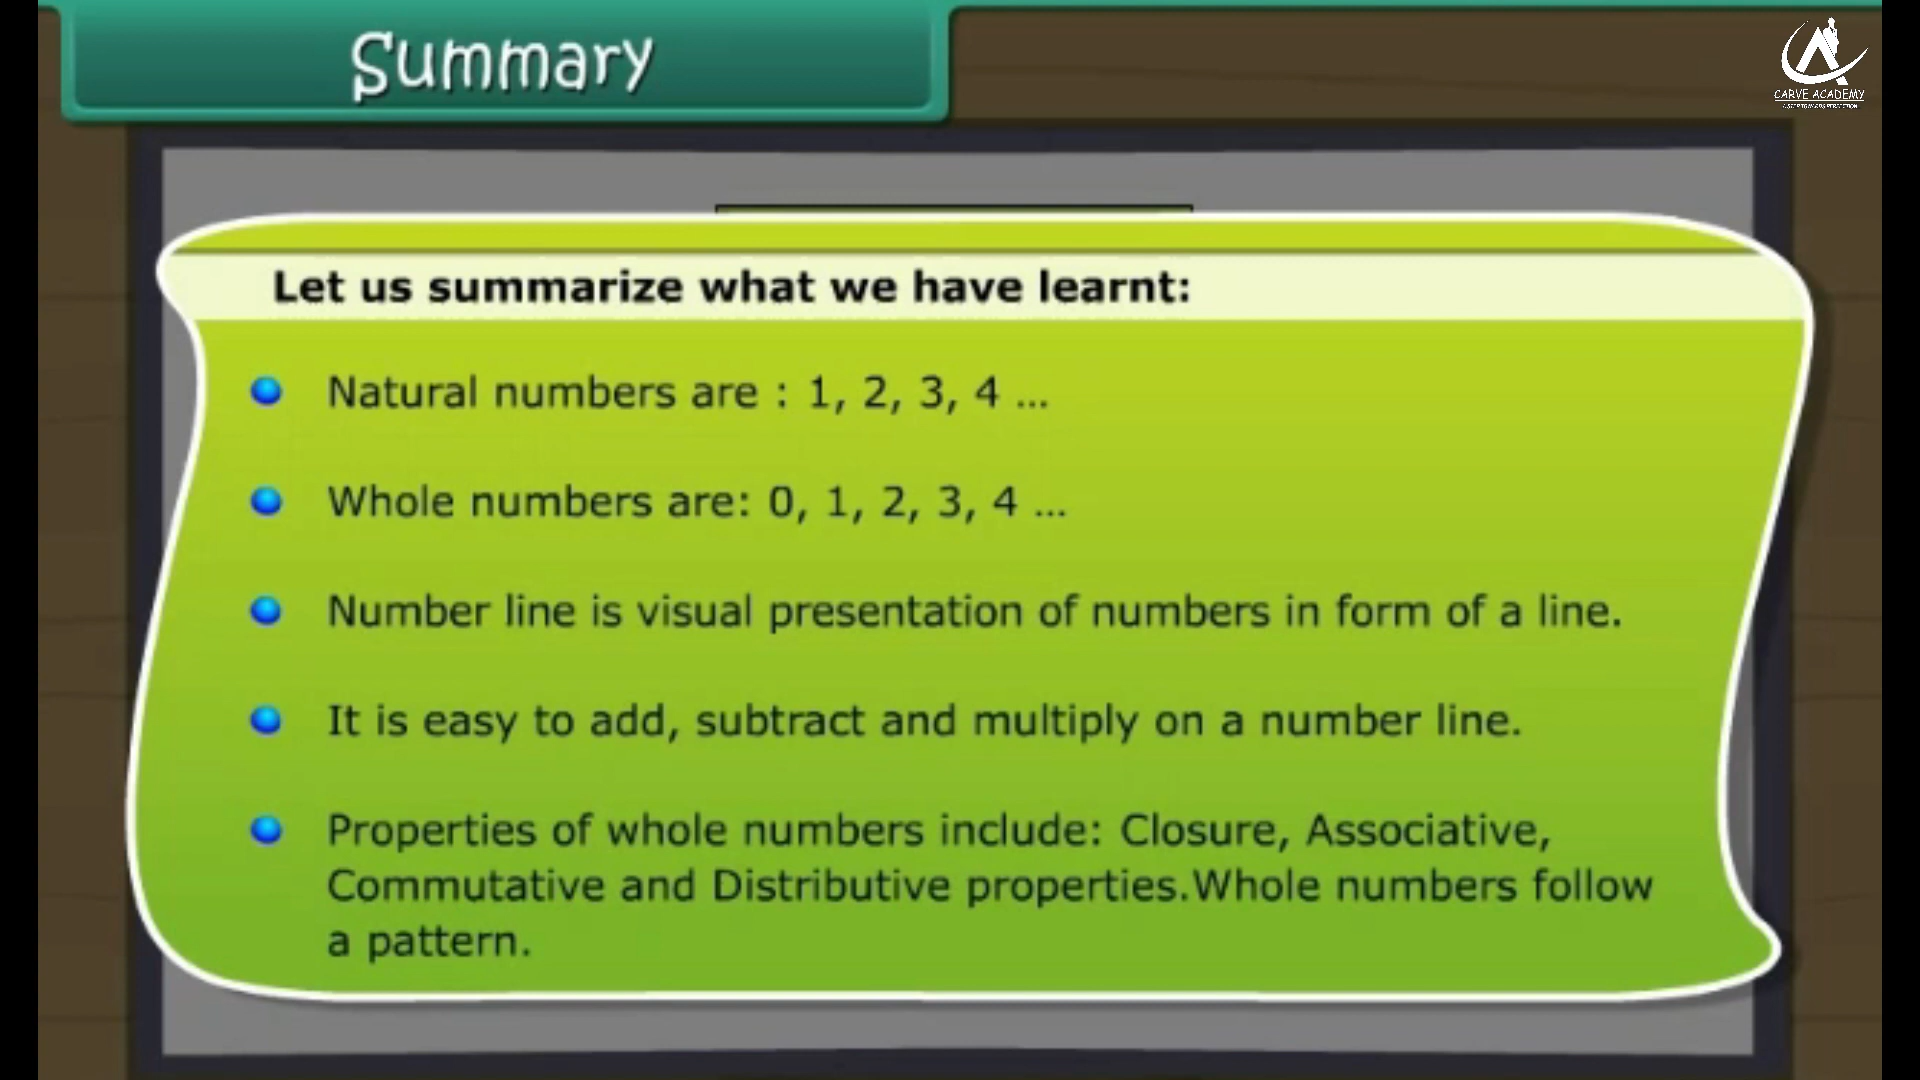 Summary
CARVE ACADEMY
Let us summarize what we have learnt:
Natural numbers are : 1, 2, 3, 4 ...
Whole numbers are: 0, 1, 2, 3, 4 ...
Number line is visual presentation of numbers in form of a line.
It is easy to add, subtract and multiply on a number line.
Properties of whole numbers include: Closure, Associative,
Commutative and Distributive properties.Whole numbers follow
a pattern.